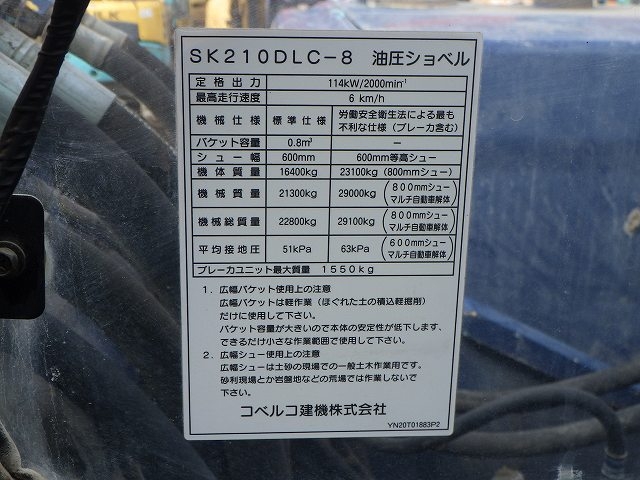 SK210DLC-8 油圧ショベル
定格出力 114kW/2000min⁻¹
最高走行速度 6 km/h
機械仕様 標準仕様 労働安全衛生法による最も
不利な仕様（ブレーカ含む）
バケット容量 0.8m³ －
シュー幅 600mm 600mm等高シュー
機体質量 16400kg 23100kg (800mmシュー)
機械質量 21300kg 29000kg (800mmシュー
マルチ自動車解体)
機械総質量 22800kg 29100kg (800mmシュー
マルチ自動車解体)
平均接地圧 51kPa 63kPa (600mmシュー
マルチ自動車解体)
ブレーカユニット最大質量 1550kg
1．広幅バケット使用上の注意
広幅バケットは軽作業（ほぐれた土の積込軽掘削）
だけに使用して下さい。
バケット容量が大きいので本体の安定性が低下します、
できるだけ小さな作業範囲で使用して下さい。
2．広幅シュー使用上の注意
広幅シューは土砂の現場での一般土木作業用です。
砂利現場とか岩盤地などの荒場では作業しないで
下さい。
コベルコ建機株式会社
YN20T01883P2